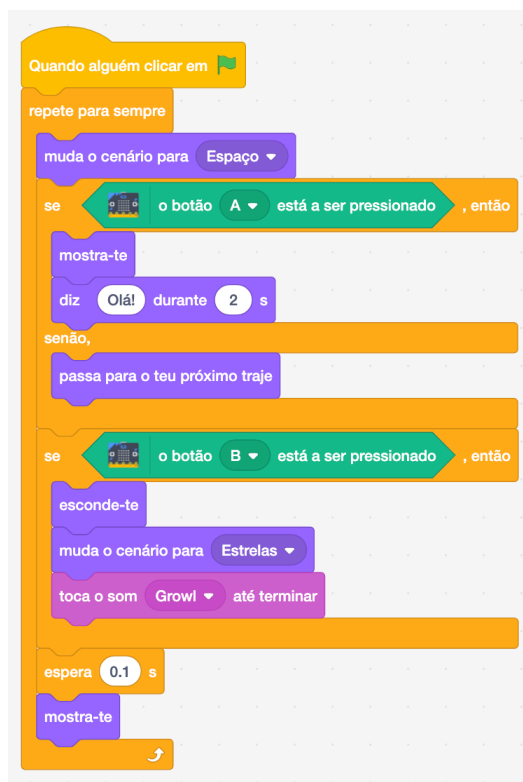 Quando alguém clicar em
repete para sempre
muda o cenário para Espaço
se o botão A está a ser pressionado , então
mostra-te
diz Olá! durante 2 s
senão,
passa para o teu próximo traje
se o botão B está a ser pressionado , então
esconde-te
muda o cenário para Estrelas
toca o som Growl até terminar
espera 0.1 s
mostra-te